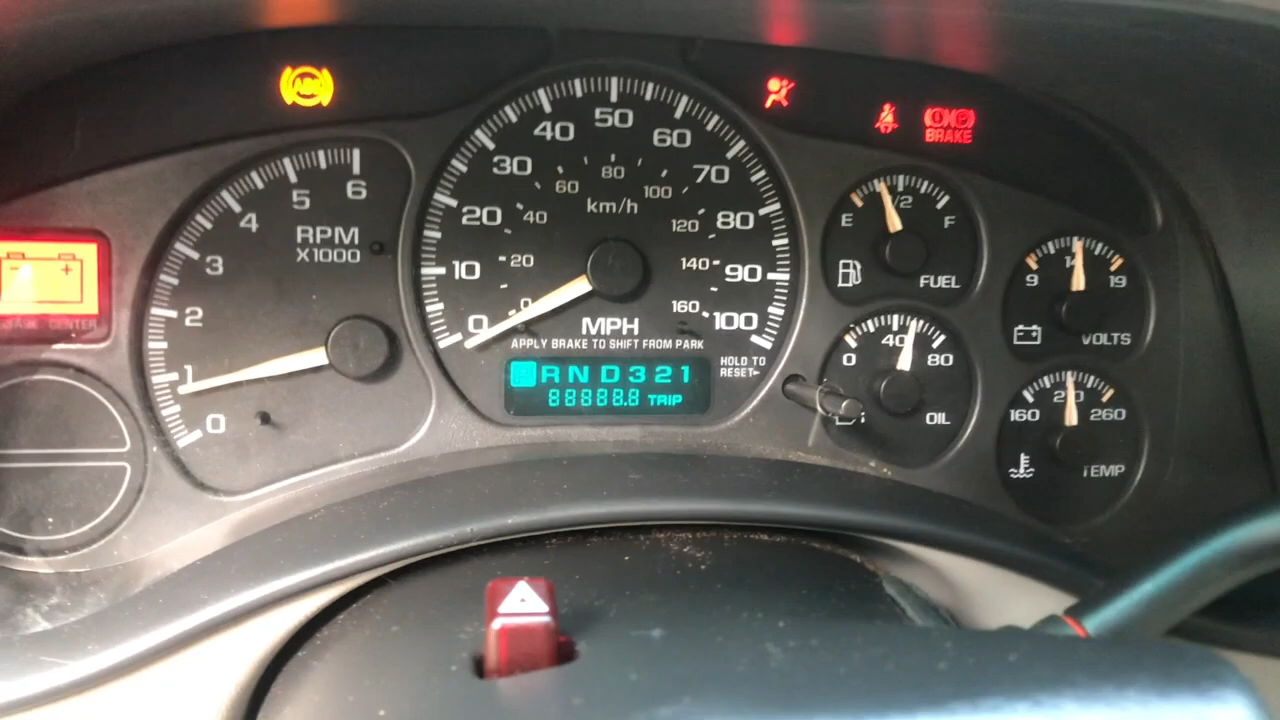 ABS
BRAKE
- +
RPM
X1000
0
1
2
3
4
5
6
0
10
20
30
40
50
60
70
80
90
100
0
20
40
60
80
100
120
140
160
km/h
MPH
APPLY BRAKE TO SHIFT FROM PARK
P R N D 3 2 1
88888.8 TRIP
HOLD TO
RESET
E 1/2 F
FUEL
9 14 19
VOLTS
0 40 80
OIL
160 210 260
TEMP